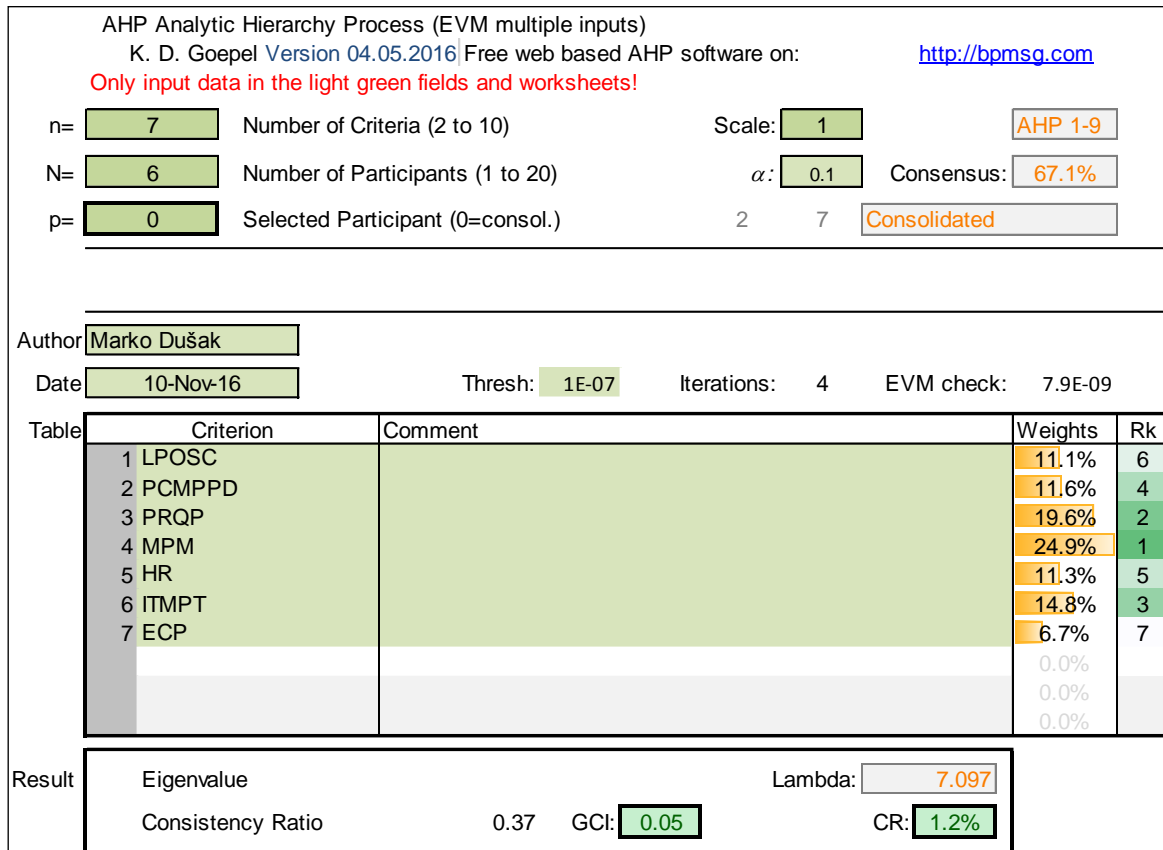 AHP Analytic Hierarchy Process (EVM multiple inputs)
K. D. Goepel Version 04.05.2016 Free web based AHP software on: http://bpmsg.com
Only input data in the light green fields and worksheets!
n= 7 Number of Criteria (2 to 10) Scale: 1 AHP 1-9
N= 6 Number of Participants (1 to 20) α: 0.1 Consensus: 67.1%
p= 0 Selected Participant (0=consol.) 2 7 Consolidated
Author Marko Dušak
Date 10-Nov-16 Thresh: 1E-07 Iterations: 4 EVM check: 7.9E-09
Table Criterion Comment Weights Rk
1 LPOSC 11.1% 6
2 PCMPPD 11.6% 4
3 PRQP 19.6% 2
4 MPM 24.9% 1
5 HR 11.3% 5
6 ITMPT 14.8% 3
7 ECP 6.7% 7
0.0%
0.0%
0.0%
Result Eigenvalue Lambda: 7.097
Consistency Ratio 0.37 GCI: 0.05 CR: 1.2%